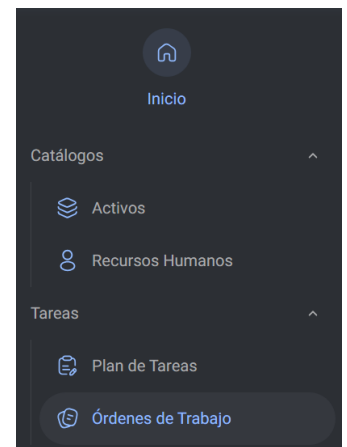 Inicio
Catálogos
Activos
Recursos Humanos
Tareas
Plan de Tareas
Órdenes de Trabajo